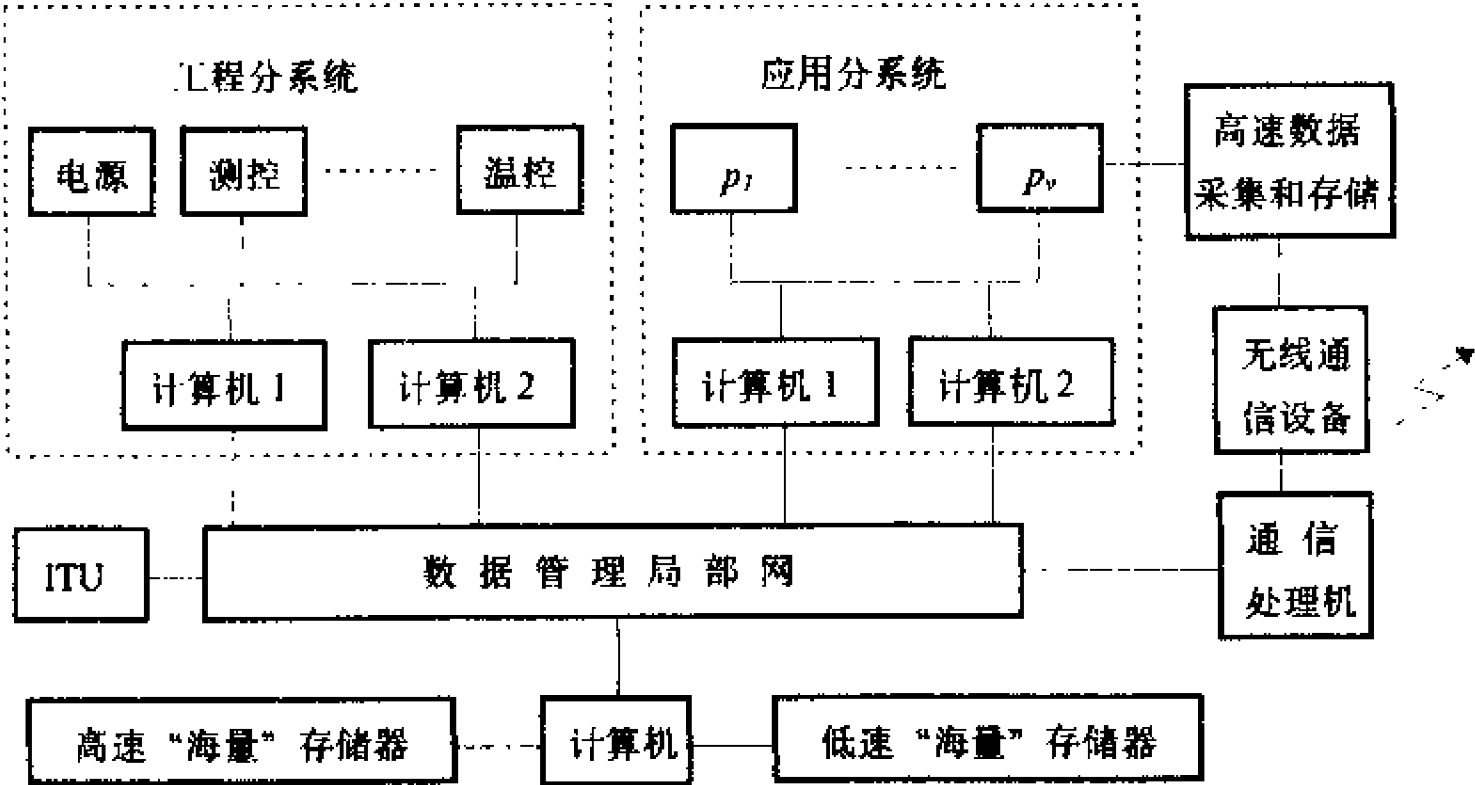 工程分系统
应用分系统
电源
测控
温控
p1
pv
高速数据
采集和存储
计算机1
计算机2
计算机1
计算机2
无线通
信设备
ITU
数据管理局部网
通信
处理机
高速“海量”存储器
计算机
低速“海量”存储器